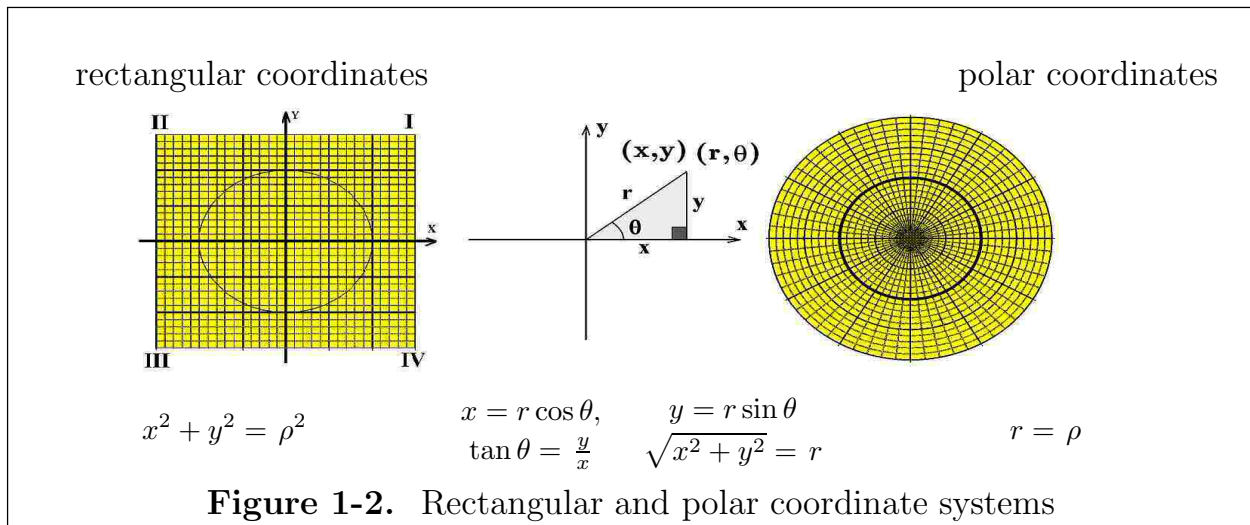 rectangular coordinates
polar coordinates
II
Y
I
X
III
IV
y
(x,y) (r,θ)
r
y
θ
x
x
x² + y² = ρ²
x = r cos θ, y = r sin θ
tan θ = y/x √(x² + y²) = r
r = ρ
Figure 1-2. Rectangular and polar coordinate systems